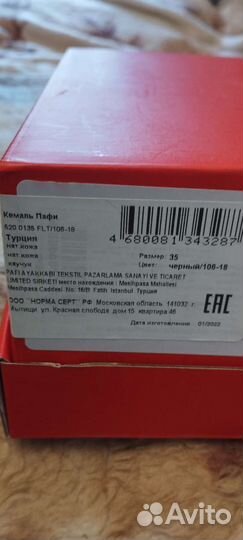 Кемаль Пафи
520 0135 FLT/106-18
Турция
нат.кожа
нат.кожа
каучук
4 680081 343287
Размер: 35
Цвет: черный/106-18
PAFI AYAKKABI TEKSTIL PAZARLAMA SANAYI VE TICARET
LIMITED SIRKETI место нахождения : Mesihpasa Mahallesi
Mesihpasa Caddesi No: 16/B Fatih Istanbul Турция
ООО "НОРМА СЕРТ" РФ Московская область 141032 г.
Мытищи ул. Красная слобода дом 15 квартира 46
EAC
Дата изготовления 01/2022
Avito